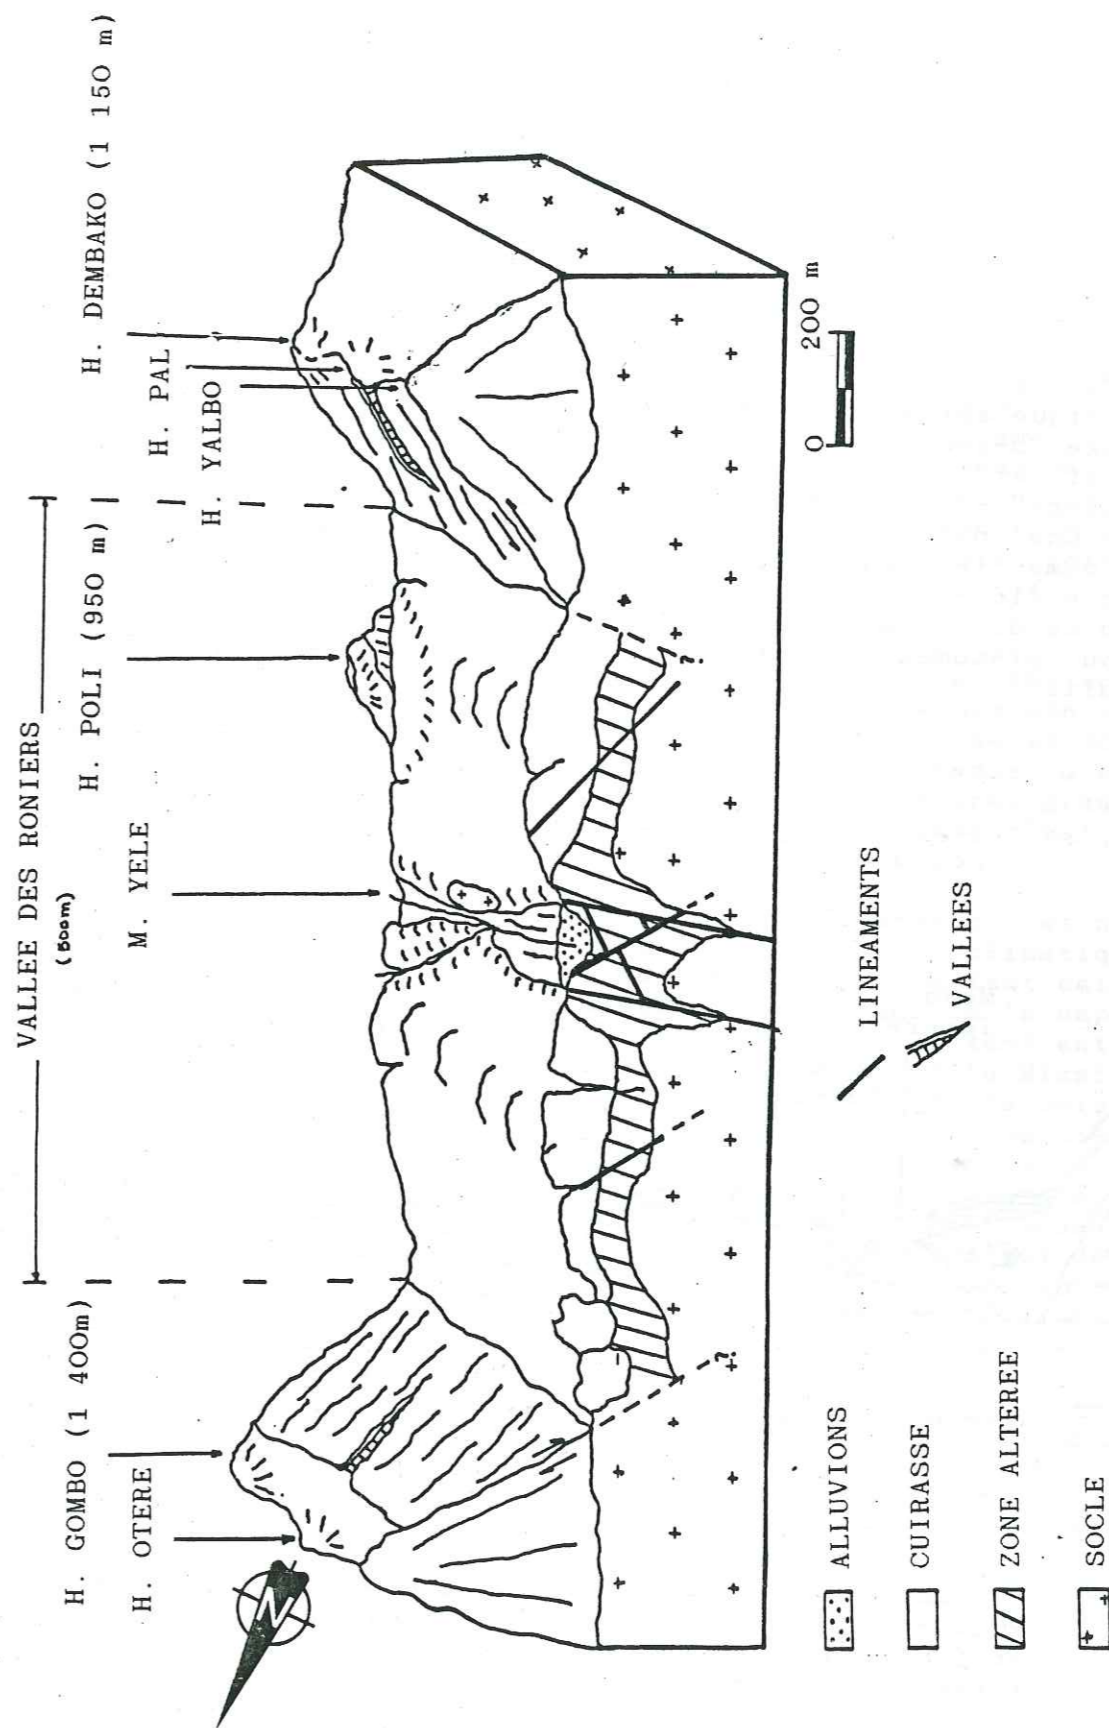 VALLEE DES RONIERS
(800m)
H. GOMBO (1 400m)
H. OTERE
M. YELE
H. POLI (950 m)
H. DEMBAKO (1 150 m)
H. PAL
H. YALBO
N
?
?
0 200 m
ALLUVIONS
CUIRASSE
ZONE ALTEREE
SOCLE
LINEAMENTS
VALLEES